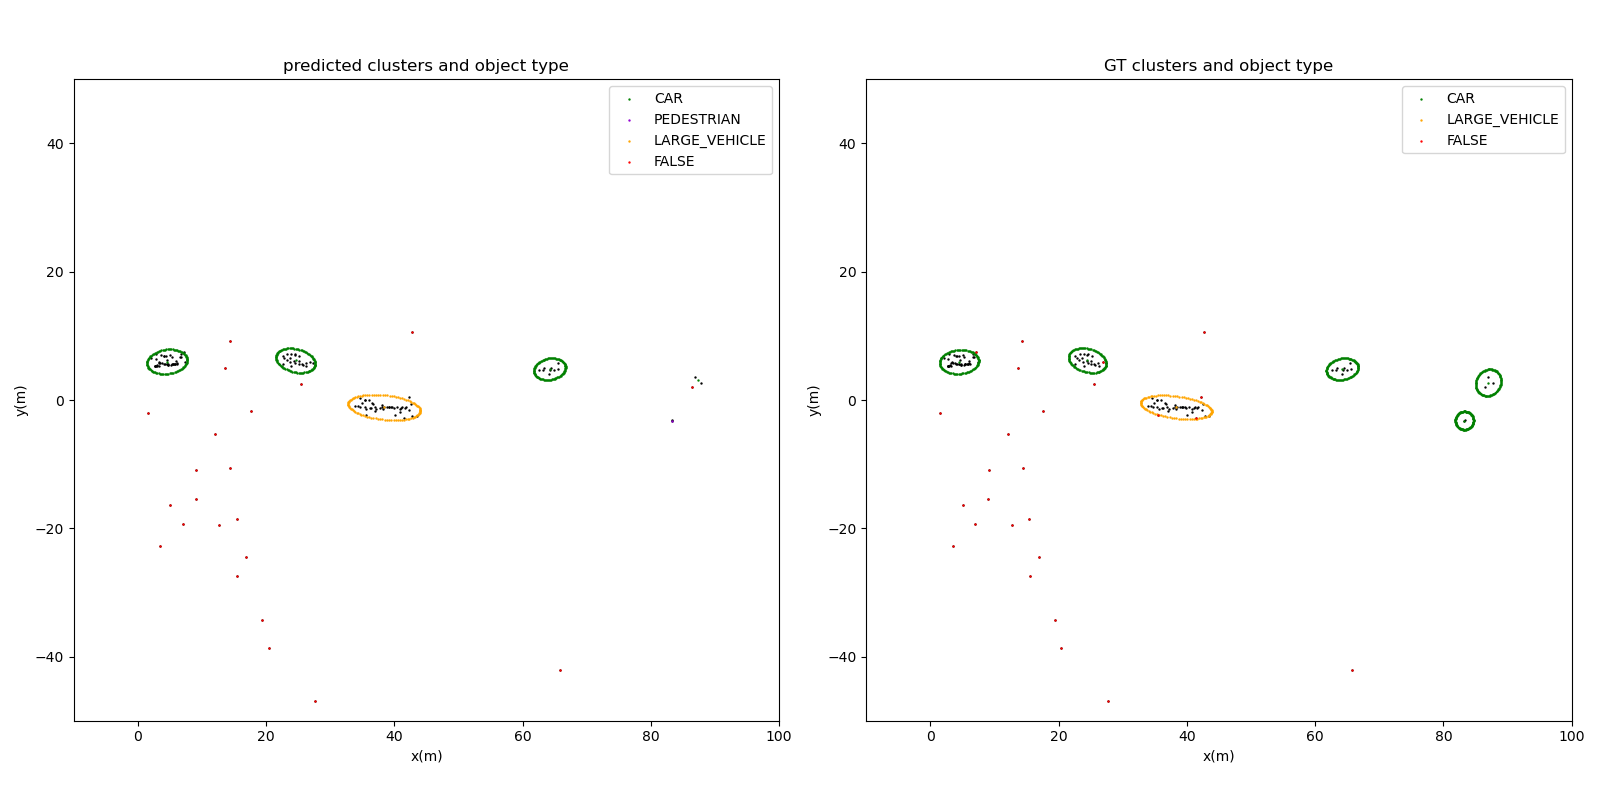 predicted clusters and object type
CAR
PEDESTRIAN
LARGE_VEHICLE
FALSE
40
20
0
−20
−40
y(m)
0
20
40
60
80
100
x(m)
GT clusters and object type
CAR
LARGE_VEHICLE
FALSE
40
20
0
−20
−40
y(m)
0
20
40
60
80
100
x(m)